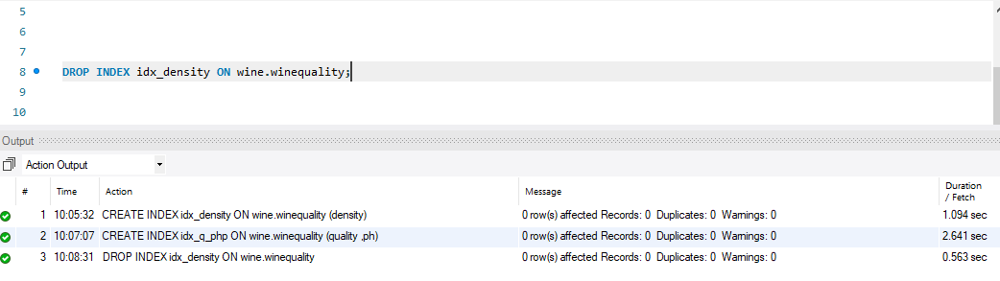 5
6
7
8 DROP INDEX idx_density ON wine.winequality;
9
10
Output
Action Output
# Time Action Message Duration / Fetch
1 10:05:32 CREATE INDEX idx_density ON wine.winequality (density) 0 row(s) affected Records: 0 Duplicates: 0 Warnings: 0 1.094 sec
2 10:07:07 CREATE INDEX idx_q_php ON wine.winequality (quality ,ph) 0 row(s) affected Records: 0 Duplicates: 0 Warnings: 0 2.641 sec
3 10:08:31 DROP INDEX idx_density ON wine.winequality 0 row(s) affected Records: 0 Duplicates: 0 Warnings: 0 0.563 sec